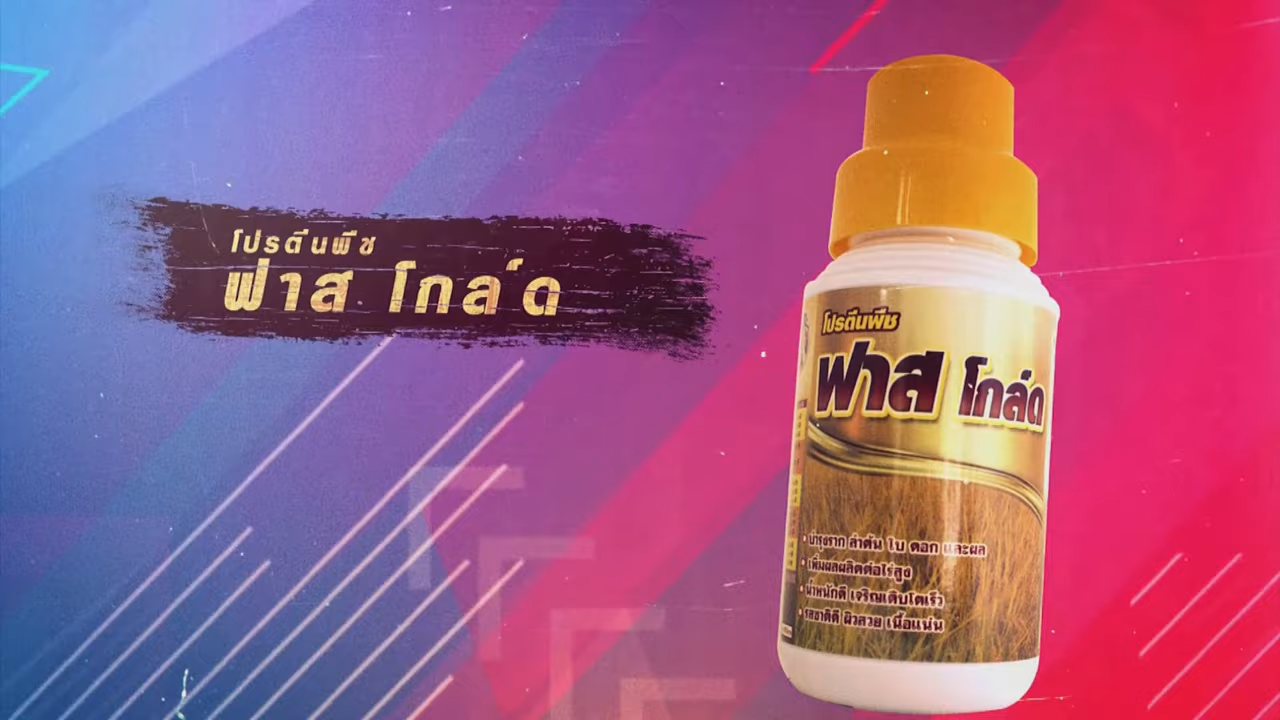 โปรตีนพืช
ฟาส โกล์ด
โปรตีนพืช
ฟาส โกล์ด
• บำรุงราก ลำต้น ใบ ดอก และผล
• เพิ่มผลผลิตต่อไร่สูง
• น้ำหนักดี เจริญเติบโตเร็ว
• รสชาติดี ผิวสวย เนื้อแน่น